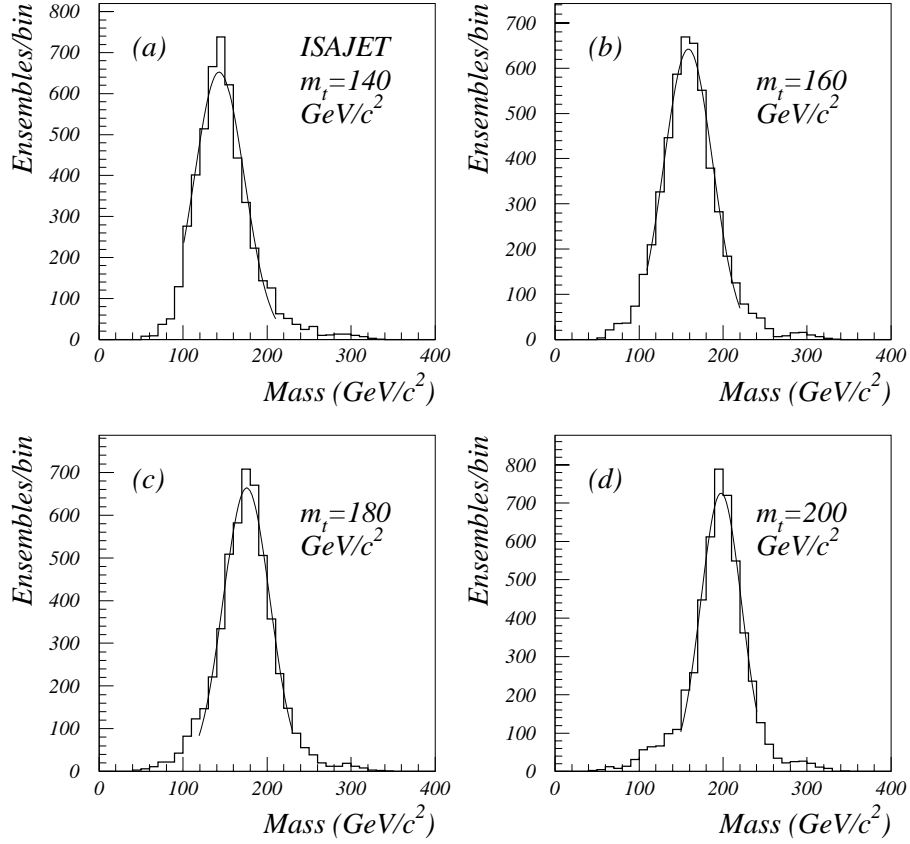 Ensembles/bin
800
700
600
500
400
300
200
100
0
(a)
ISAJET
m_t=140
GeV/c^2
0 100 200 300 400
Mass (GeV/c^2)
Ensembles/bin
700
600
500
400
300
200
100
0
(b)
m_t=160
GeV/c^2
0 100 200 300 400
Mass (GeV/c^2)
Ensembles/bin
700
600
500
400
300
200
100
0
(c)
m_t=180
GeV/c^2
0 100 200 300 400
Mass (GeV/c^2)
Ensembles/bin
800
700
600
500
400
300
200
100
0
(d)
m_t=200
GeV/c^2
0 100 200 300 400
Mass (GeV/c^2)